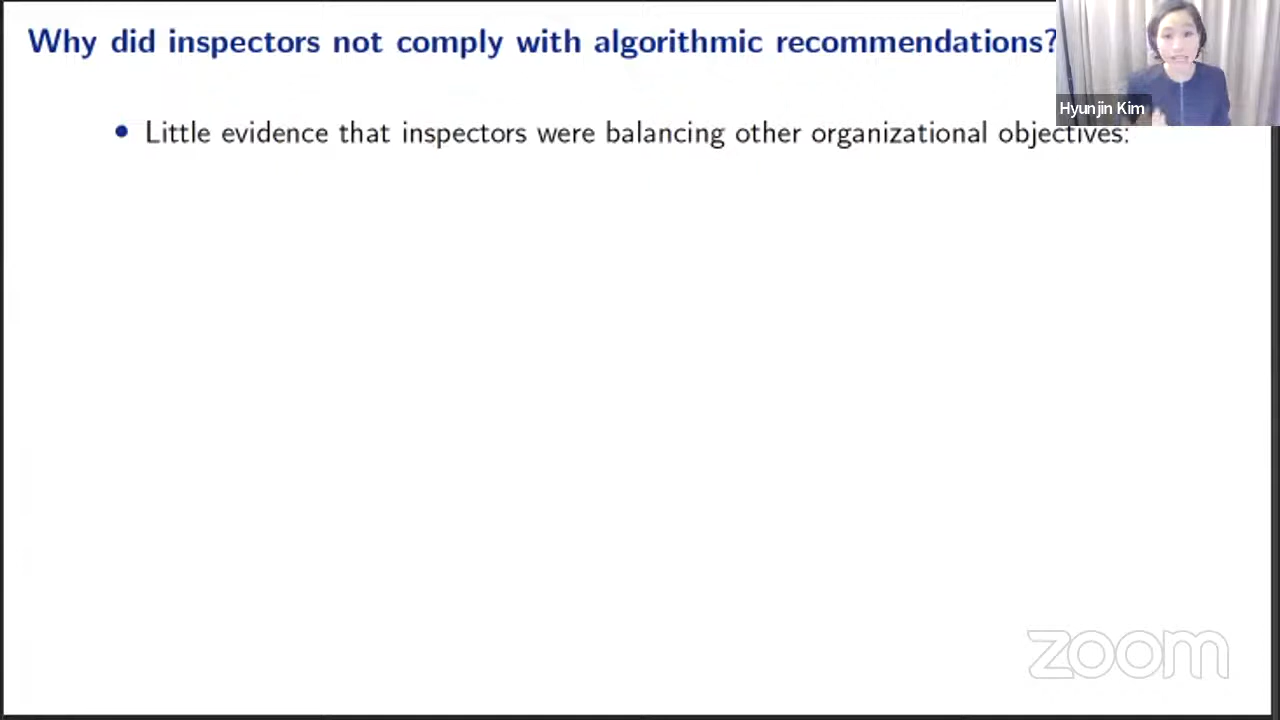 Why did inspectors not comply with algorithmic recommendations?
Hyunjin Kim
• Little evidence that inspectors were balancing other organizational objectives:
zoom